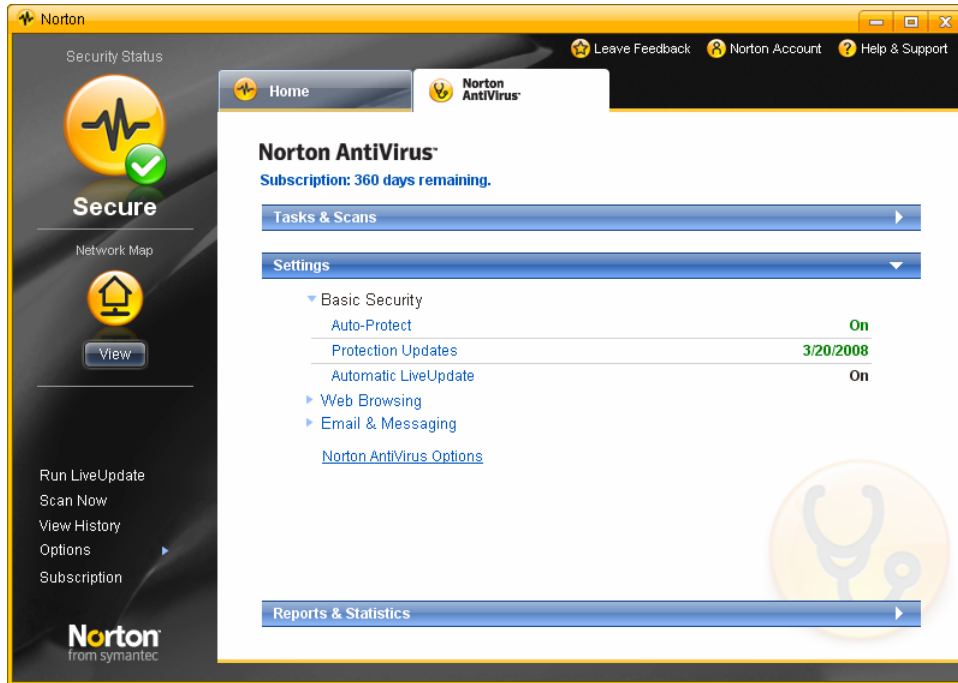 Norton
Security Status
Leave Feedback
Norton Account
Help & Support
Home
Norton AntiVirus
Norton AntiVirus
Subscription: 360 days remaining.
Secure
Tasks & Scans
Network Map
View
Settings
Basic Security
Auto-Protect On
Protection Updates 3/20/2008
Automatic LiveUpdate On
Web Browsing
Email & Messaging
Norton AntiVirus Options
Run LiveUpdate
Scan Now
View History
Options
Subscription
Reports & Statistics
Norton
from symantec